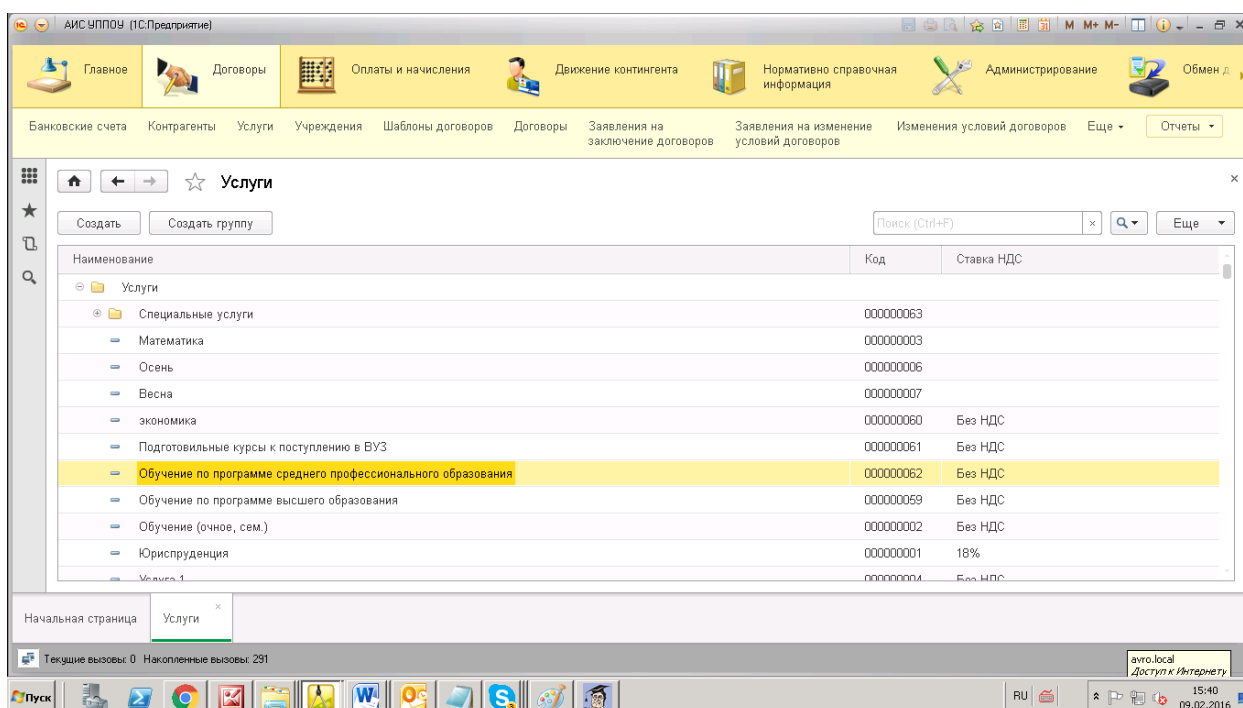 АИС УППОУ (1С:Предприятие)
M M+ M-
Главное
Договоры
Оплаты и начисления
Движение контингента
Нормативно справочная
информация
Администрирование
Обмен д
Банковские счета Контрагенты Услуги Учреждения Шаблоны договоров Договоры
Заявления на
заключение договоров
Заявления на изменение
условий договоров
Изменения условий договоров Еще Отчеты
Услуги
Создать Создать группу Поиск (Ctrl+F) Еще
Наименование Код Ставка НДС
Услуги
Специальные услуги 000000063
Математика 000000003
Осень 000000006
Весна 000000007
экономика 000000060 Без НДС
Подготовильные курсы к поступлению в ВУЗ 000000061 Без НДС
Обучение по программе среднего профессионального образования 000000062 Без НДС
Обучение по программе высшего образования 000000059 Без НДС
Обучение (очное, сем.) 000000002 Без НДС
Юриспруденция 000000001 18%
Услуга 1 000000004 Без НДС
Начальная страница Услуги
Текущие вызовы: 0 Накопленные вызовы: 291
avro.local
Доступ к Интернету
Пуск RU 15:40
09.02.2016